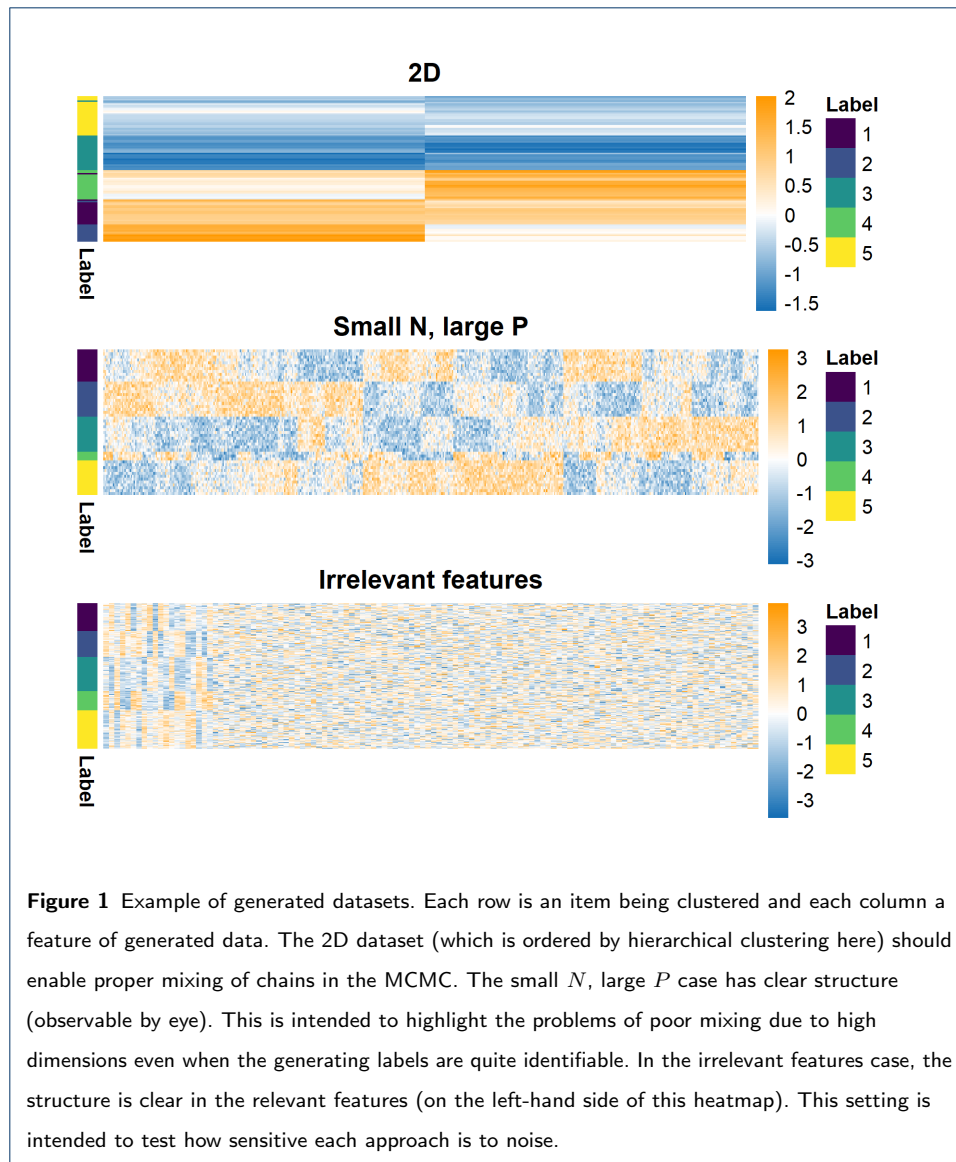 2D
2
1.5
1
0.5
0
-0.5
-1
-1.5
Label
1
2
3
4
5
Label
Small N, large P
3
2
1
0
-1
-2
-3
Label
1
2
3
4
5
Label
Irrelevant features
3
2
1
0
-1
-2
-3
Label
1
2
3
4
5
Label
Figure 1 Example of generated datasets. Each row is an item being clustered and each column a
feature of generated data. The 2D dataset (which is ordered by hierarchical clustering here) should
enable proper mixing of chains in the MCMC. The small N, large P case has clear structure
(observable by eye). This is intended to highlight the problems of poor mixing due to high
dimensions even when the generating labels are quite identifiable. In the irrelevant features case, the
structure is clear in the relevant features (on the left-hand side of this heatmap). This setting is
intended to test how sensitive each approach is to noise.